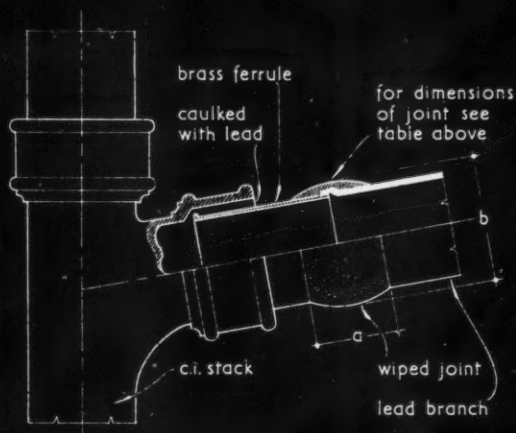 brass ferrule
caulked
with lead
for dimensions
of joint see
table above
b
a
c.i. stack
wiped joint
lead branch